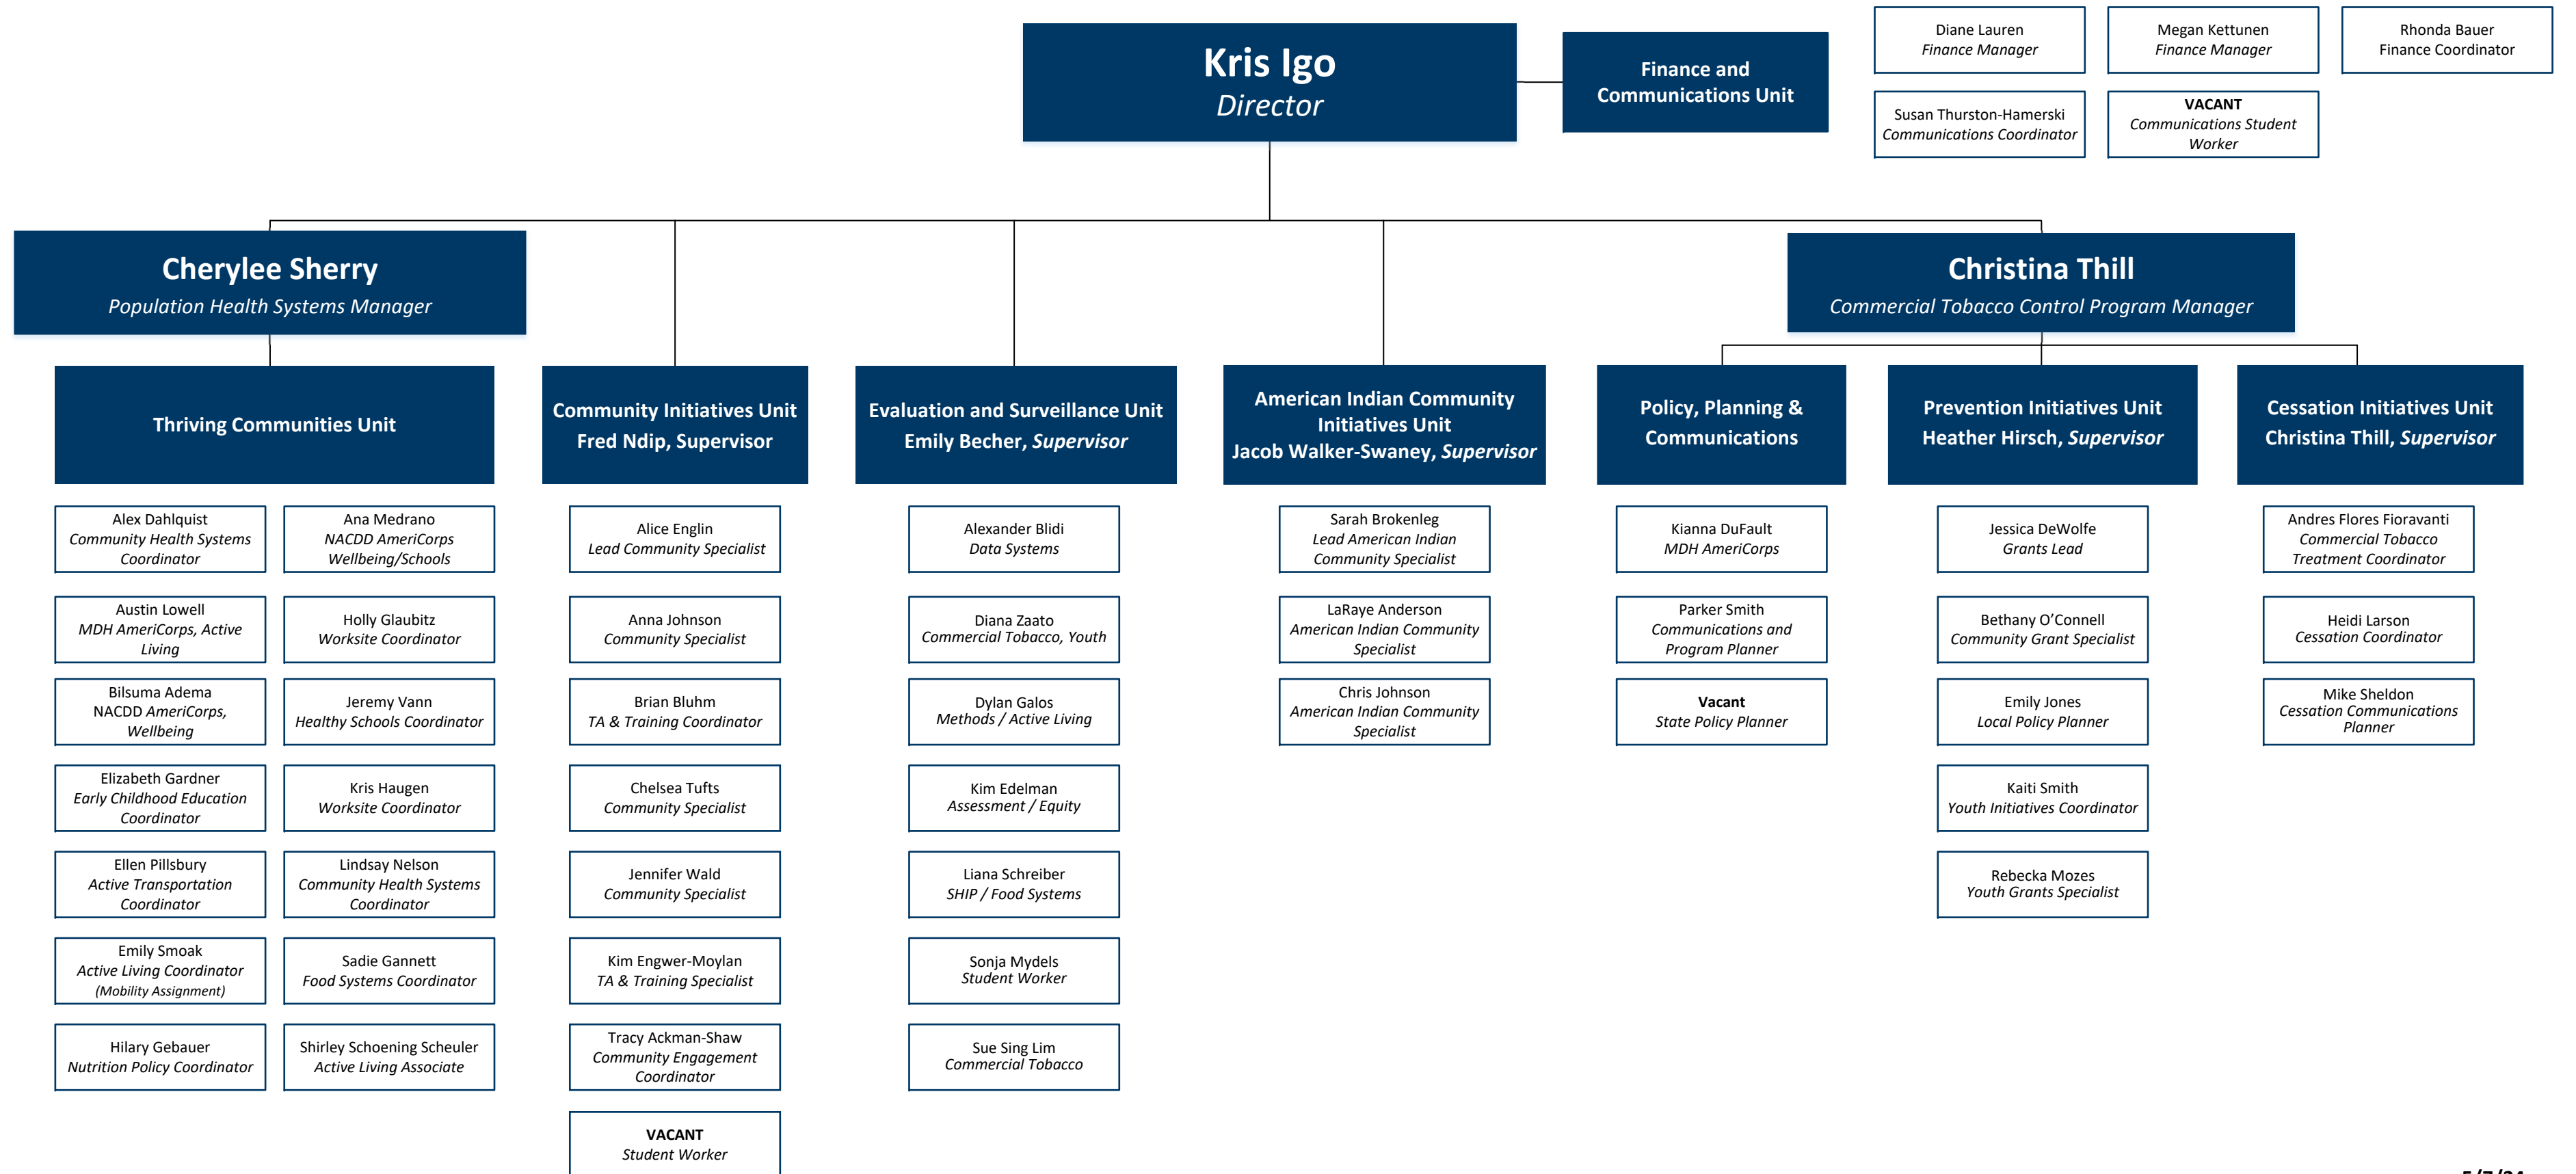 Kris Igo
Director
Finance and
Communications Unit
Diane Lauren
Finance Manager
Megan Kettunen
Finance Manager
Rhonda Bauer
Finance Coordinator
Susan Thurston-Hamerski
Communications Coordinator
VACANT
Communications Student
Worker
Cherylee Sherry
Population Health Systems Manager
Christina Thill
Commercial Tobacco Control Program Manager
Thriving Communities Unit
Alex Dahlquist
Community Health Systems
Coordinator
Austin Lowell
MDH AmeriCorps, Active
Living
Bilsuma Adema
NACDD AmeriCorps,
Wellbeing
Elizabeth Gardner
Early Childhood Education
Coordinator
Ellen Pillsbury
Active Transportation
Coordinator
Emily Smoak
Active Living Coordinator
(Mobility Assignment)
Hilary Gebauer
Nutrition Policy Coordinator
Ana Medrano
NACDD AmeriCorps
Wellbeing/Schools
Holly Glaubitz
Worksite Coordinator
Jeremy Vann
Healthy Schools Coordinator
Kris Haugen
Worksite Coordinator
Lindsay Nelson
Community Health Systems
Coordinator
Sadie Gannett
Food Systems Coordinator
Shirley Schoening Scheuler
Active Living Associate
Community Initiatives Unit
Fred Ndip, Supervisor
Alice Englin
Lead Community Specialist
Anna Johnson
Community Specialist
Brian Bluhm
TA & Training Coordinator
Chelsea Tufts
Community Specialist
Jennifer Wald
Community Specialist
Kim Engwer-Moylan
TA & Training Specialist
Tracy Ackman-Shaw
Community Engagement
Coordinator
VACANT
Student Worker
Evaluation and Surveillance Unit
Emily Becher, Supervisor
Alexander Blidi
Data Systems
Diana Zaato
Commercial Tobacco, Youth
Dylan Galos
Methods / Active Living
Kim Edelman
Assessment / Equity
Liana Schreiber
SHIP / Food Systems
Sonja Mydels
Student Worker
Sue Sing Lim
Commercial Tobacco
American Indian Community
Initiatives Unit
Jacob Walker-Swaney, Supervisor
Sarah Brokenleg
Lead American Indian
Community Specialist
LaRaye Anderson
American Indian Community
Specialist
Chris Johnson
American Indian Community
Specialist
Policy, Planning &
Communications
Kianna DuFault
MDH AmeriCorps
Parker Smith
Communications and
Program Planner
Vacant
State Policy Planner
Prevention Initiatives Unit
Heather Hirsch, Supervisor
Jessica DeWolfe
Grants Lead
Bethany O’Connell
Community Grant Specialist
Emily Jones
Local Policy Planner
Kaiti Smith
Youth Initiatives Coordinator
Rebecka Mozes
Youth Grants Specialist
Cessation Initiatives Unit
Christina Thill, Supervisor
Andres Flores Fioravanti
Commercial Tobacco
Treatment Coordinator
Heidi Larson
Cessation Coordinator
Mike Sheldon
Cessation Communications
Planner